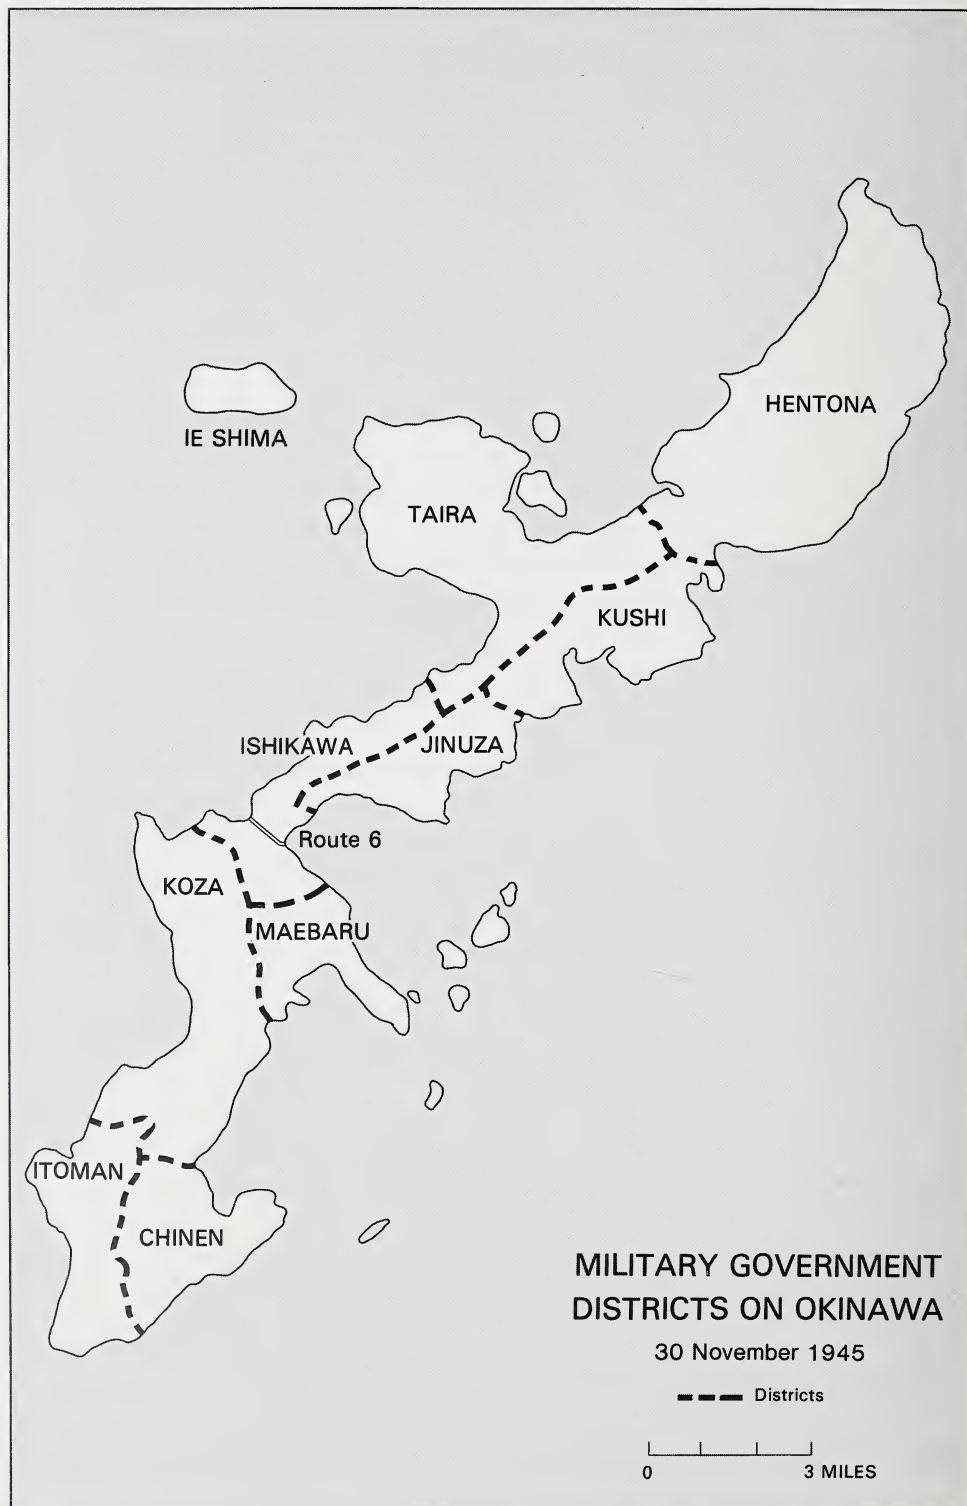 HENTONA
IE SHIMA
TAIRA
KUSHI
ISHIKAWA
JINUZA
Route 6
KOZA
MAEBARU
ITOMAN
CHINEN
MILITARY GOVERNMENT
DISTRICTS ON OKINAWA
30 November 1945
Districts
0 3 MILES